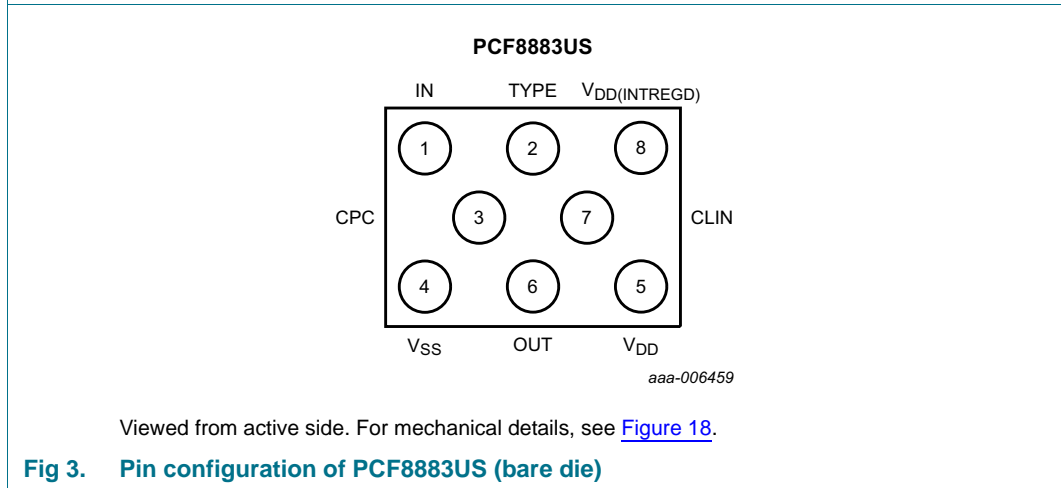 PCF8883US
IN TYPE VDD(INTREGD)
1 2 8
CPC 3 7 CLIN
4 6 5
VSS OUT VDD
aaa-006459
Viewed from active side. For mechanical details, see Figure 18.
Fig 3. Pin configuration of PCF8883US (bare die)